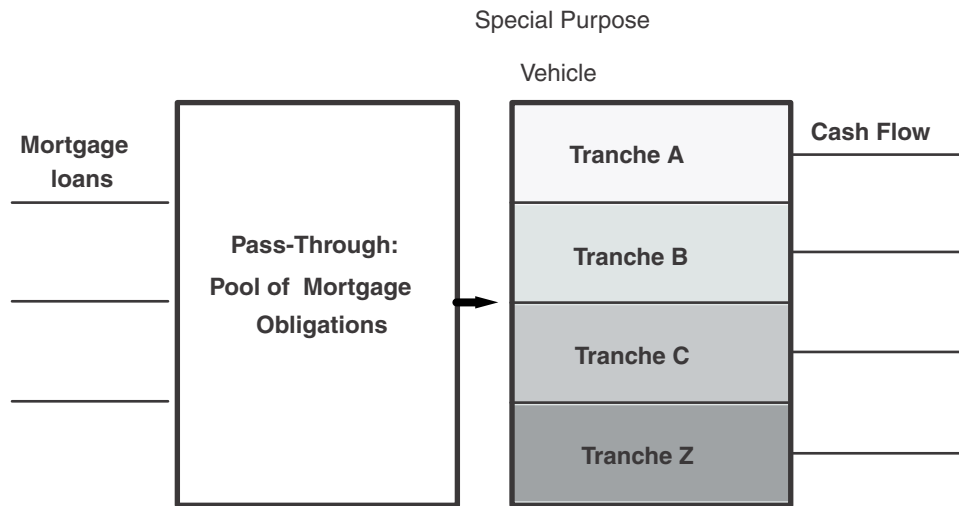 Special Purpose
Vehicle
Mortgage
loans
Pass-Through:
Pool of Mortgage
Obligations
Tranche A
Tranche B
Tranche C
Tranche Z
Cash Flow